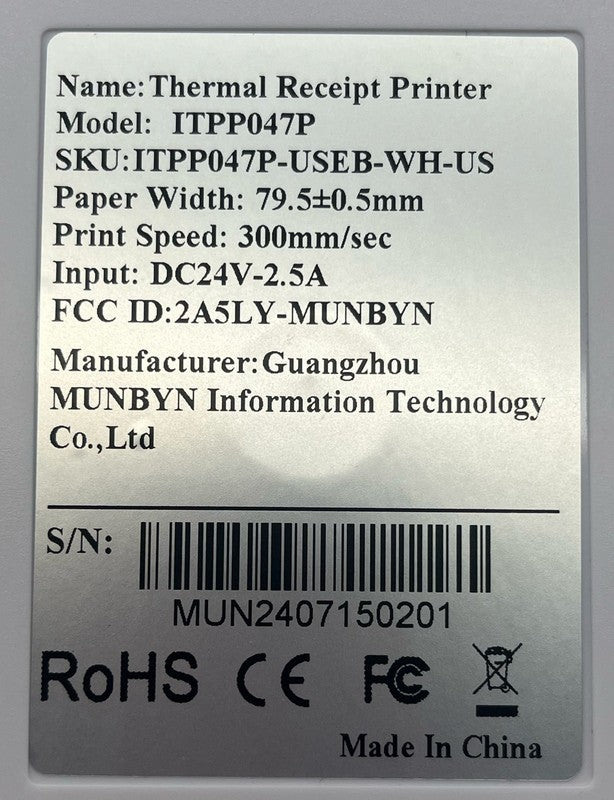 Name:Thermal Receipt Printer
Model: ITPP047P
SKU:ITPP047P-USEB-WH-US
Paper Width: 79.5±0.5mm
Print Speed: 300mm/sec
Input: DC24V-2.5A
FCC ID:2A5LY-MUNBYN
Manufacturer:Guangzhou
MUNBYN Information Technology
Co.,Ltd
S/N:
MUN2407150201
RoHS CE FC
Made In China